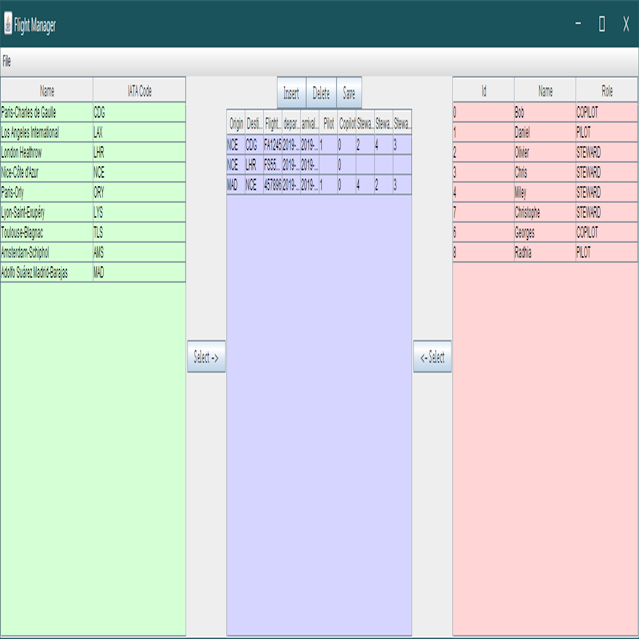 Flight Manager
File
Name IATA Code
Paris-Charles de Gaulle CDG
Los Angeles International LAX
London Heathrow LHR
Nice-Côte d'Azur NCE
Paris-Orly ORY
Lyon-Saint-Exupéry LYS
Toulouse-Blagnac TLS
Amsterdam-Schiphol AMS
Adolfo Suárez Madrid-Barajas MAD
Select ->
Insert Delete Save
Origin Desti... Flight... depar... arrival... Pilot Copilot Stewa... Stewa... Stewa...
NCE CDG FA1245 2019-... 2019-... 1 0 2 4 3
NCE LHR FS55... 2019-... 2019-... 0
MAD NCE 457896 2019-... 2019-... 1 0 4 2 3
<- Select
Id Name Role
0 Bob COPILOT
1 Daniel PILOT
2 Olivier STEWARD
3 Chris STEWARD
4 Miley STEWARD
7 Christophe STEWARD
6 Georges COPILOT
8 Radhia PILOT